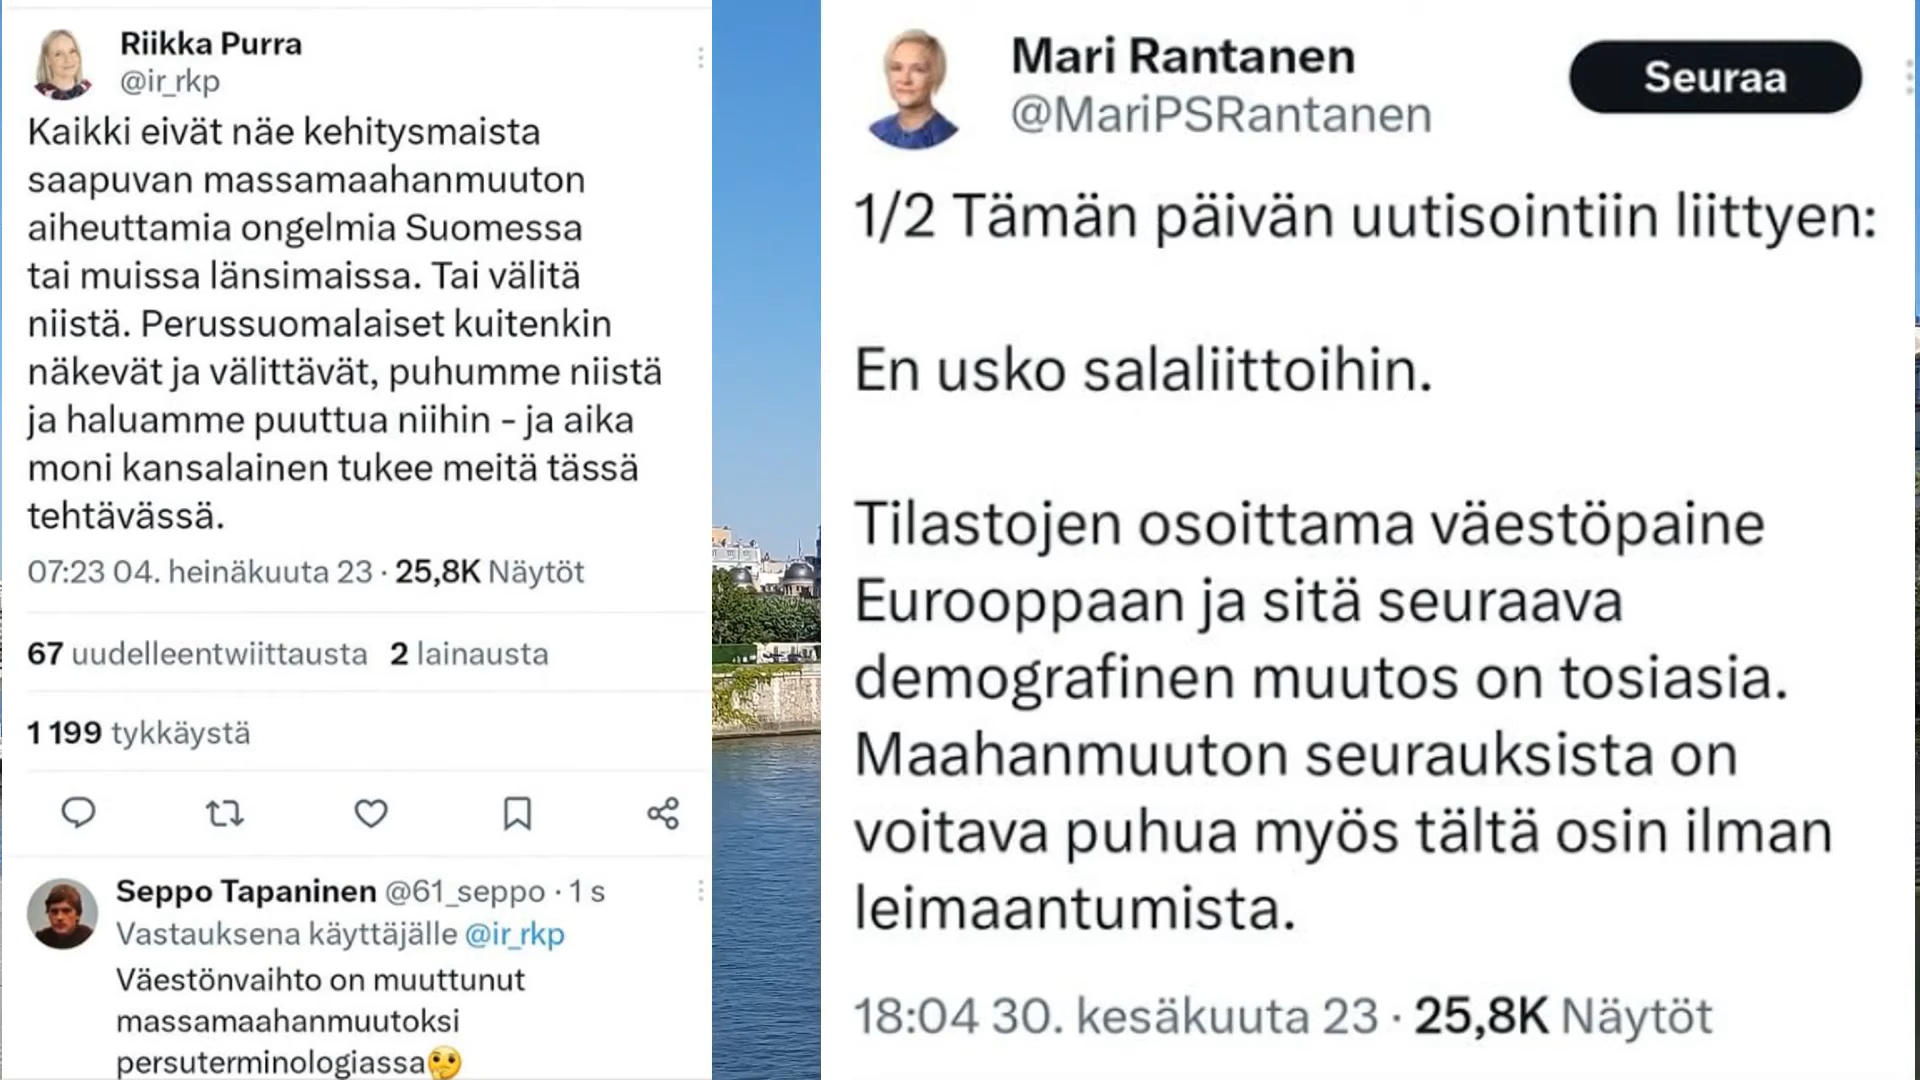 Riikka Purra
@ir_rkp
Kaikki eivät näe kehitysmaista
saapuvan massamaahanmuuton
aiheuttamia ongelmia Suomessa
tai muissa länsimaissa. Tai välitä
niistä. Perussuomalaiset kuitenkin
näkevät ja välittävät, puhumme niistä
ja haluamme puuttua niihin – ja aika
moni kansalainen tukee meitä tässä
tehtävässä.
07:23 04. heinäkuuta 23 · 25,8K Näytöt
67 uudelleentwiittausta 2 lainausta
1 199 tykkäystä
Seppo Tapaninen @61_seppo · 1 s
Vastauksena käyttäjälle @ir_rkp
Väestönvaihto on muuttunut
massamaahanmuutoksi
persuterminologiassa🤔
Mari Rantanen
@MariPSRantanen
Seuraa
1/2 Tämän päivän uutisointiin liittyen:
En usko salaliittoihin.
Tilastojen osoittama väestöpaine
Eurooppaan ja sitä seuraava
demografinen muutos on tosiasia.
Maahanmuuton seurauksista on
voitava puhua myös tältä osin ilman
leimaantumista.
18:04 30. kesäkuuta 23 · 25,8K Näytöt